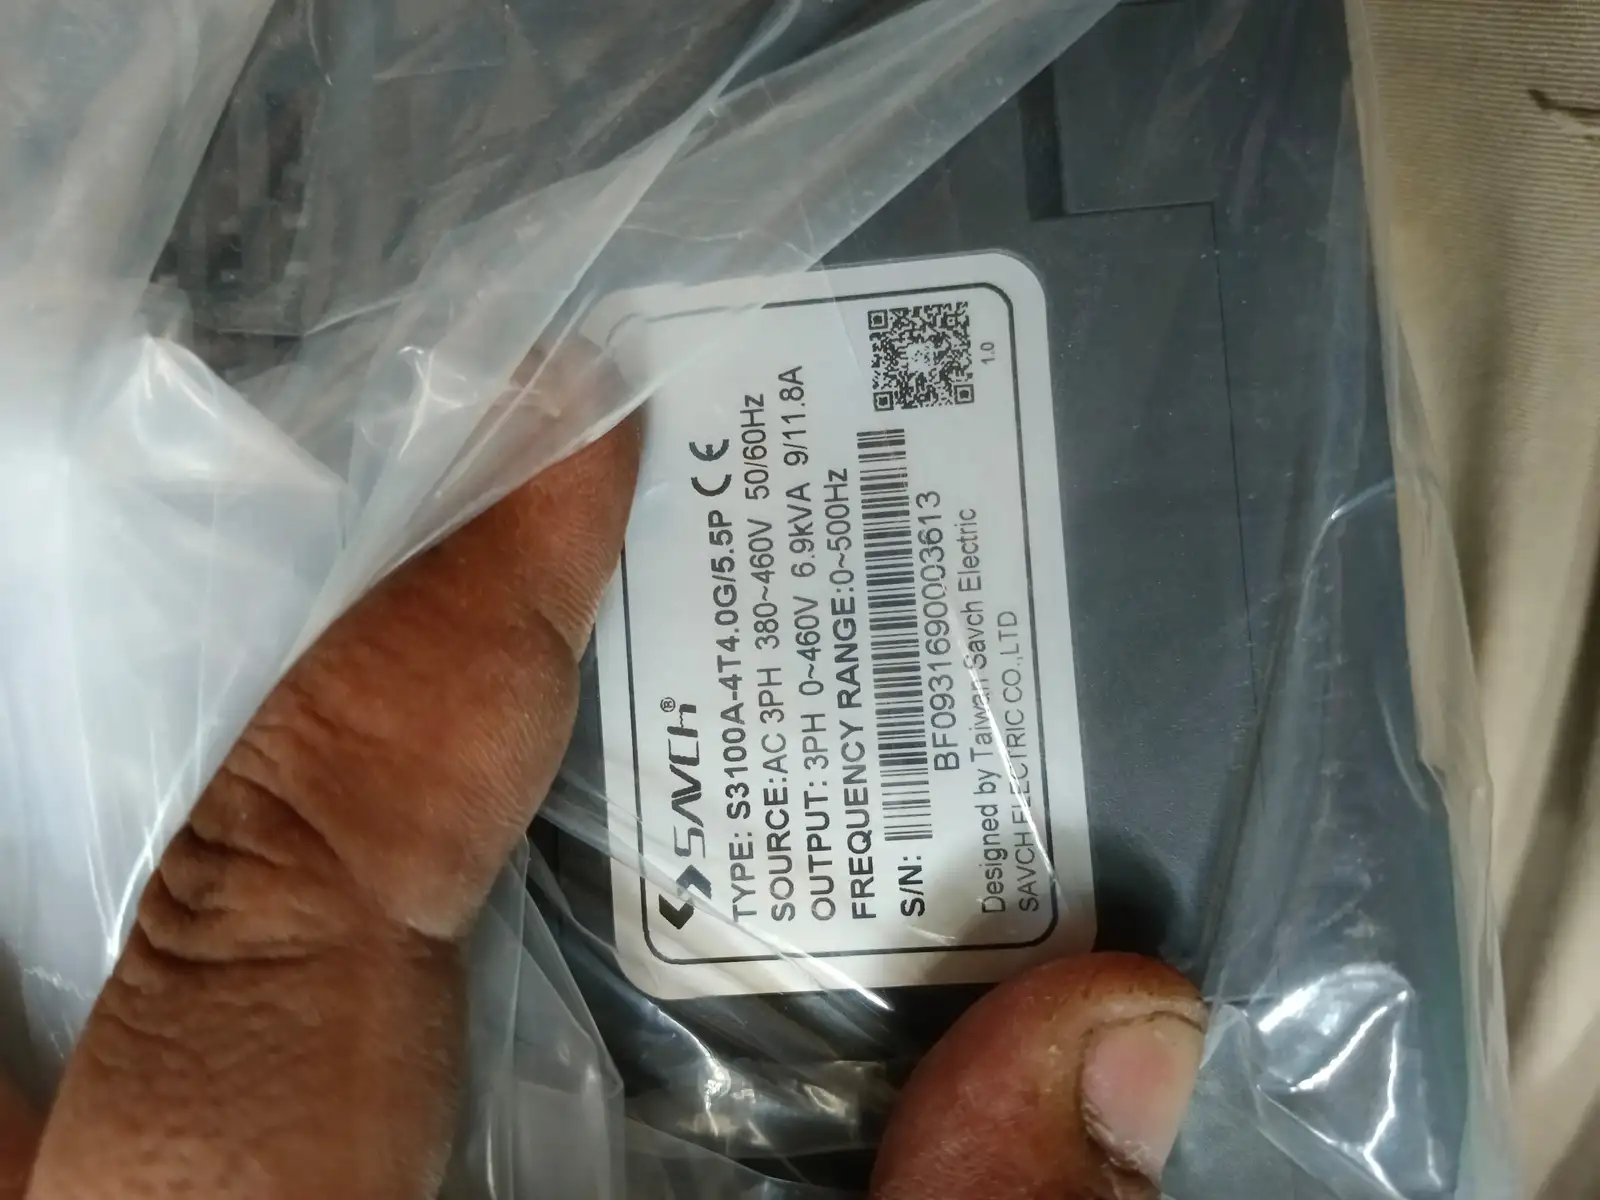 SAVCH®
TYPE: S3100A-4T4.0G/5.5P CE
SOURCE:AC 3PH 380~460V 50/60Hz
OUTPUT: 3PH 0~460V 6.9kVA 9/11.8A
FREQUENCY RANGE:0~500Hz
S/N:
BF09316900003613
Designed by Taiwan Savch Electric
SAVCH ELECTRIC CO.,LTD
1.0